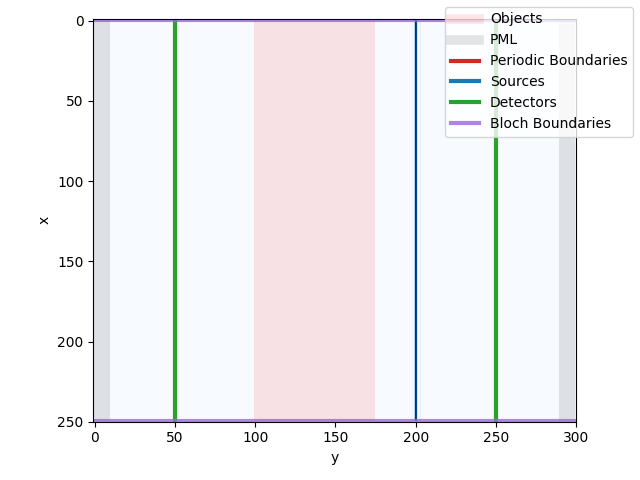 Objects
PML
Periodic Boundaries
Sources
Detectors
Bloch Boundaries
0
50
100
150
200
250
x
0
50
100
150
200
250
300
y